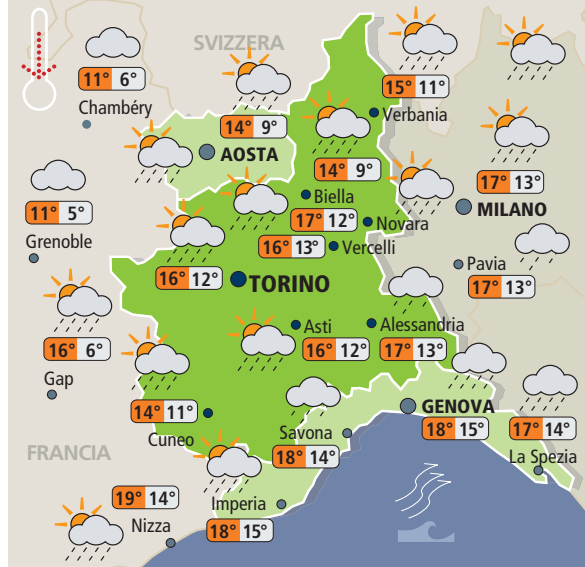 SVIZZERA
11° 6°
Chambéry
15° 11°
Verbania
14° 9°
AOSTA
14° 9°
Biella
17° 13°
MILANO
11° 5°
Grenoble
17° 12°
Novara
16° 13°
Vercelli
16° 12°
TORINO
Pavia
17° 13°
16° 6°
Gap
Asti
16° 12°
Alessandria
17° 13°
14° 11°
Cuneo
Savona
18° 14°
GENOVA
18° 15°
17° 14°
La Spezia
FRANCIA
19° 14°
Nizza
Imperia
18° 15°